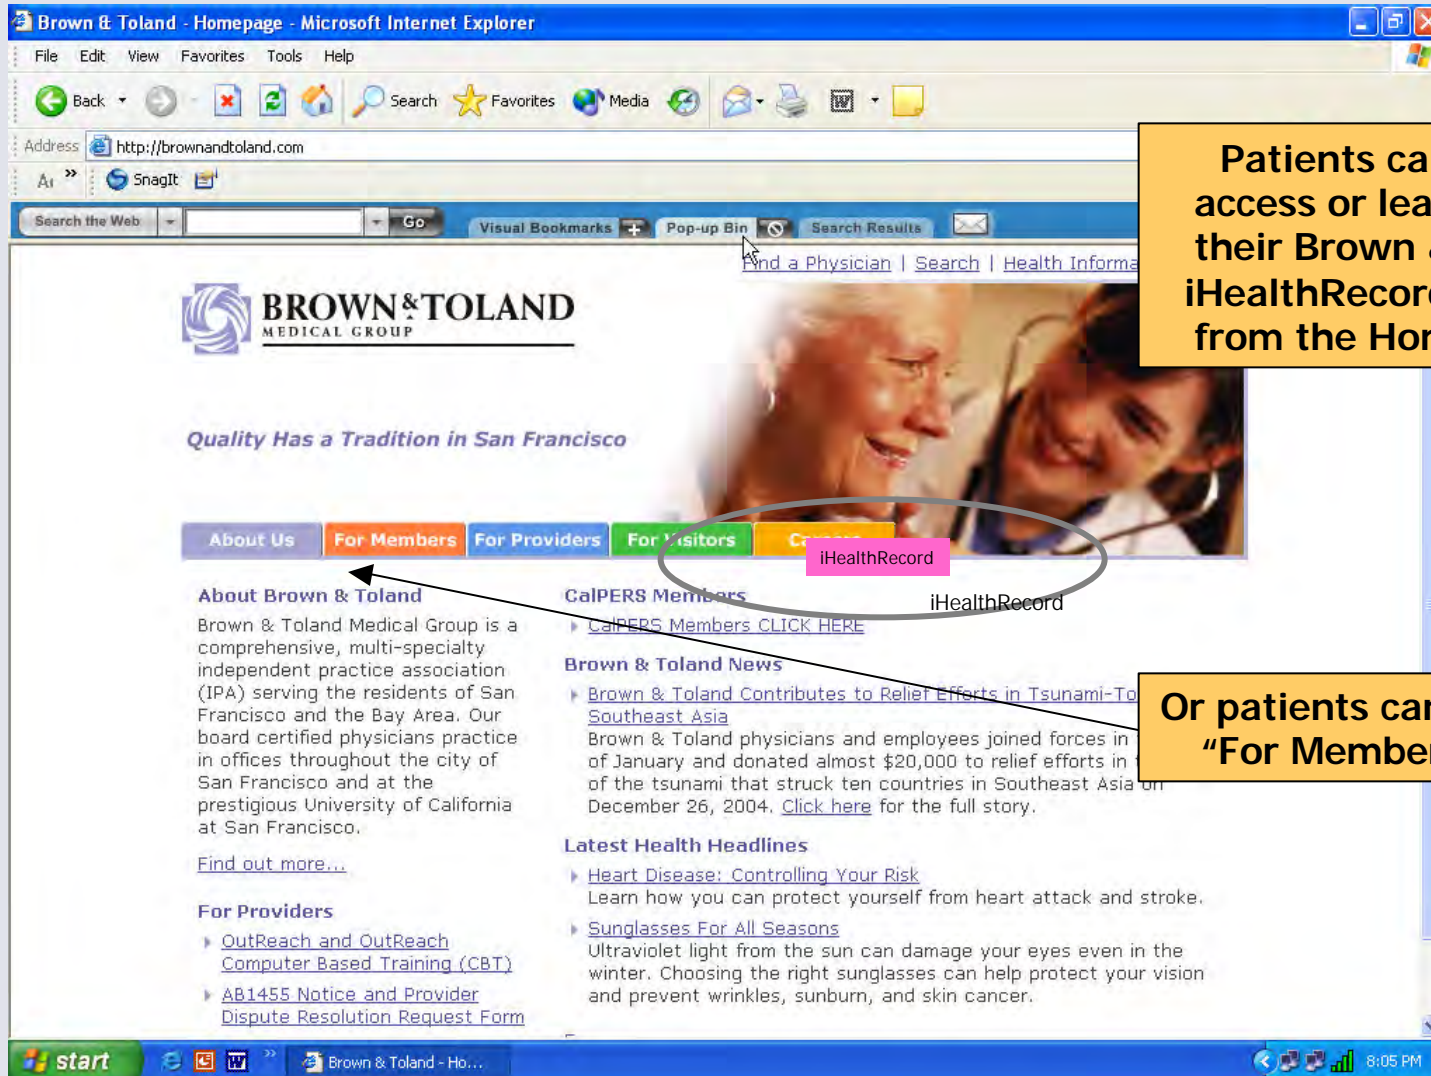 Brown & Toland - Homepage - Microsoft Internet Explorer
File Edit View Favorites Tools Help
Back Search Favorites Media
Address http://brownandtoland.com
SnagIt
Search the Web Go Visual Bookmarks Pop-up Bin Search Results
Find a Physician | Search | Health Informa
Patients ca
access or lea
their Brown
iHealthRecor
from the Ho
BROWN & TOLAND
MEDICAL GROUP
Quality Has a Tradition in San Francisco
About Us For Members For Providers For Visitors
iHealthRecord
iHealthRecord
About Brown & Toland
Brown & Toland Medical Group is a
comprehensive, multi-specialty
independent practice association
(IPA) serving the residents of San
Francisco and the Bay Area. Our
board certified physicians practice
in offices throughout the city of
San Francisco and at the
prestigious University of California
at San Francisco.
Find out more...
For Providers
OutReach and OutReach
Computer Based Training (CBT)
AB1455 Notice and Provider
Dispute Resolution Request Form
CalPERS Members
CalPERS Members CLICK HERE
Brown & Toland News
Brown & Toland Contributes to Relief Efforts in Tsunami-To
Southeast Asia
Brown & Toland physicians and employees joined forces in
of January and donated almost $20,000 to relief efforts in
of the tsunami that struck ten countries in Southeast Asia on
December 26, 2004. Click here for the full story.
Latest Health Headlines
Heart Disease: Controlling Your Risk
Learn how you can protect yourself from heart attack and stroke.
Sunglasses For All Seasons
Ultraviolet light from the sun can damage your eyes even in the
winter. Choosing the right sunglasses can help protect your vision
and prevent wrinkles, sunburn, and skin cancer.
Or patients can
“For Member
start Brown & Toland - Ho... 8:05 PM